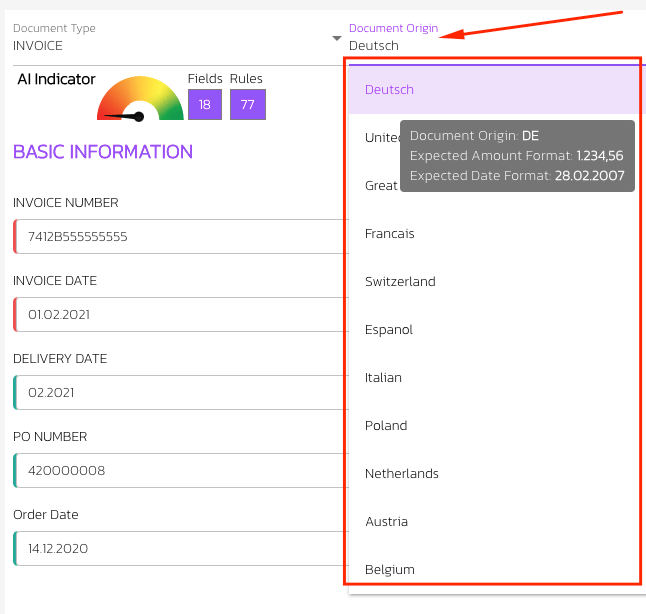 Document Type
INVOICE
Document Origin
Deutsch
AI Indicator
Fields
18
Rules
77
BASIC INFORMATION
INVOICE NUMBER
7412B555555555
INVOICE DATE
01.02.2021
DELIVERY DATE
02.2021
PO NUMBER
420000008
Order Date
14.12.2020
Deutsch
United
Document Origin: DE
Expected Amount Format: 1.234,56
Expected Date Format: 28.02.2007
Great
Francais
Switzerland
Espanol
Italian
Poland
Netherlands
Austria
Belgium